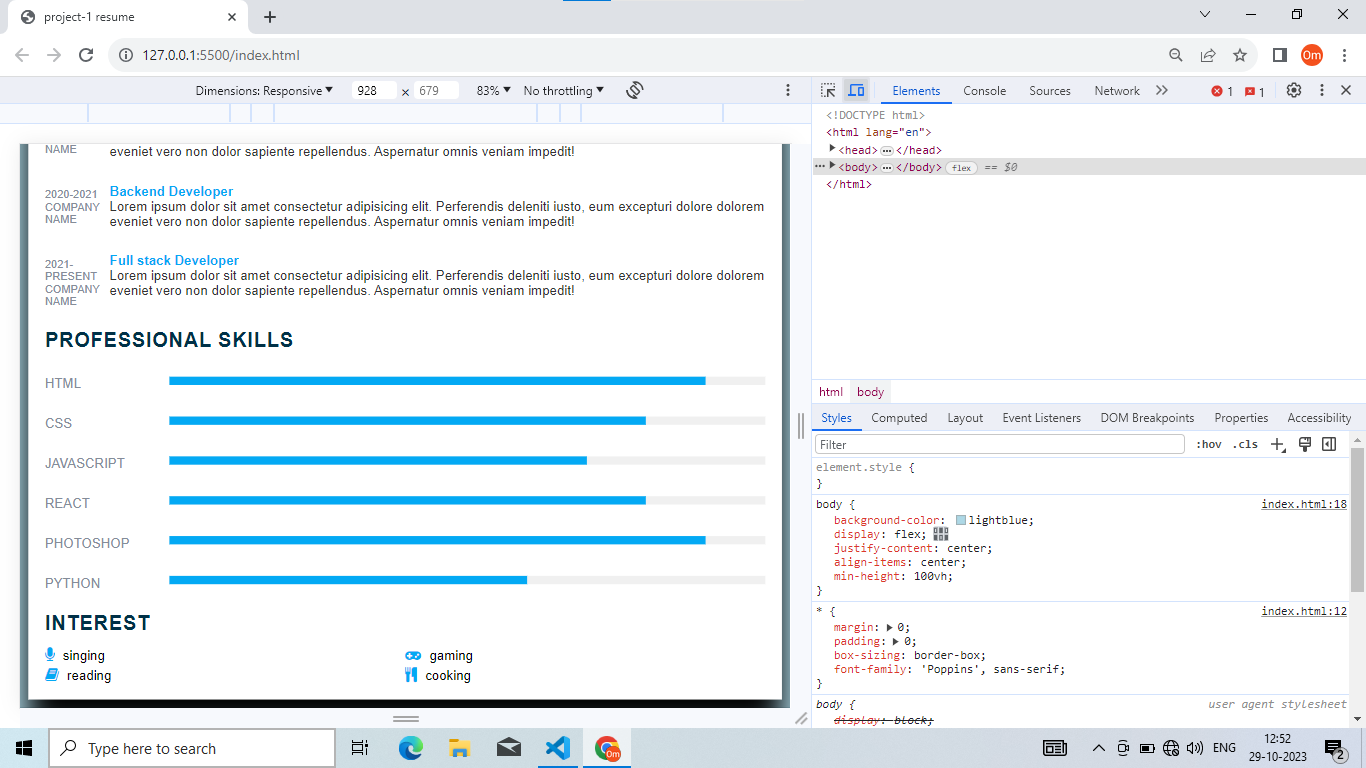 project-1 resume
127.0.0.1:5500/index.html
Om
Dimensions: Responsive 928 × 679 83% No throttling
Elements Console Sources Network 1 1
<!DOCTYPE html>
<html lang="en">
<head> </head>
<body> </body> flex == $0
</html>
NAME eveniet vero non dolor sapiente repellendus. Aspernatur omnis veniam impedit!
2020-2021
COMPANY
NAME
Backend Developer
Lorem ipsum dolor sit amet consectetur adipisicing elit. Perferendis deleniti iusto, eum excepturi dolore dolorem
eveniet vero non dolor sapiente repellendus. Aspernatur omnis veniam impedit!
2021-
PRESENT
COMPANY
NAME
Full stack Developer
Lorem ipsum dolor sit amet consectetur adipisicing elit. Perferendis deleniti iusto, eum excepturi dolore dolorem
eveniet vero non dolor sapiente repellendus. Aspernatur omnis veniam impedit!
PROFESSIONAL SKILLS
HTML
CSS
JAVASCRIPT
REACT
PHOTOSHOP
PYTHON
INTEREST
singing gaming
reading cooking
html body
Styles Computed Layout Event Listeners DOM Breakpoints Properties Accessibility
Filter :hov .cls
element.style {
}
body { index.html:18
background-color: lightblue;
display: flex;
justify-content: center;
align-items: center;
min-height: 100vh;
}
* { index.html:12
margin: 0;
padding: 0;
box-sizing: border-box;
font-family: 'Poppins', sans-serif;
}
body { user agent stylesheet
display: block;
Type here to search
Om
ENG
12:52
29-10-2023
2